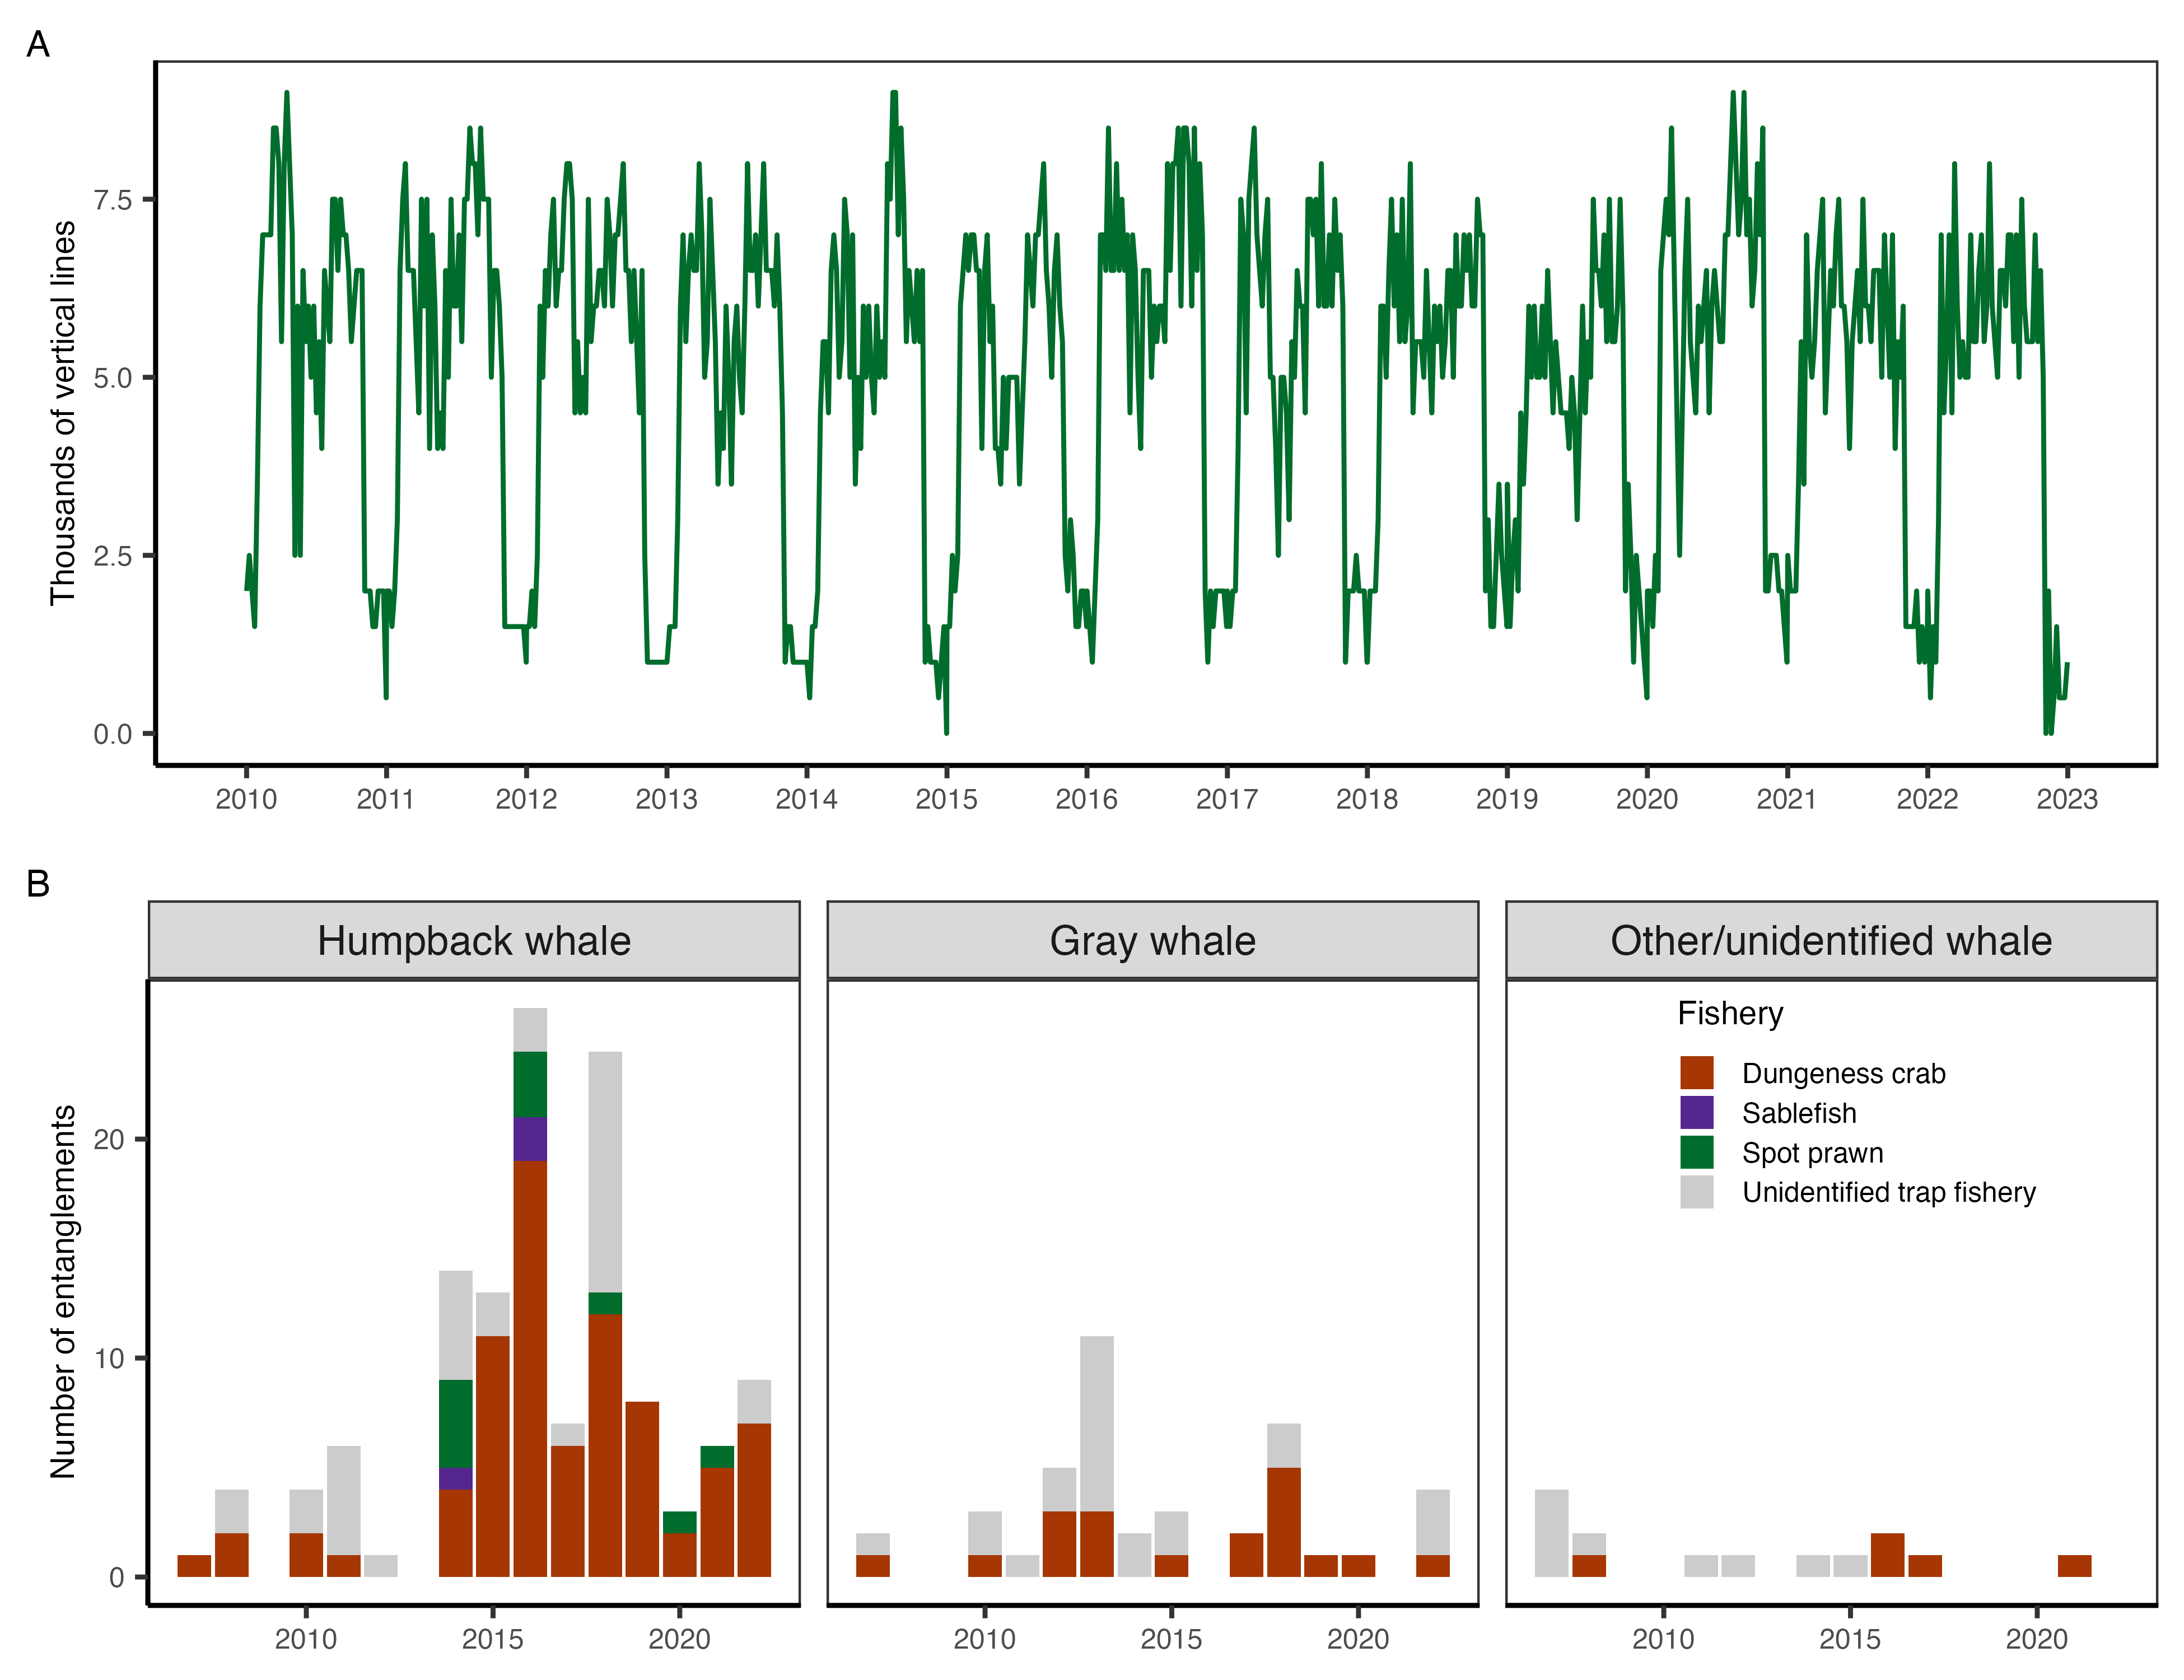 A
Thousands of vertical lines
7.5
5.0
2.5
0.0
2010 2011 2012 2013 2014 2015 2016 2017 2018 2019 2020 2021 2022 2023
B
Humpback whale Gray whale Other/unidentified whale
Number of entanglements
20
10
0
Fishery
Dungeness crab
Sablefish
Spot prawn
Unidentified trap fishery
2010 2015 2020 2010 2015 2020 2010 2015 2020